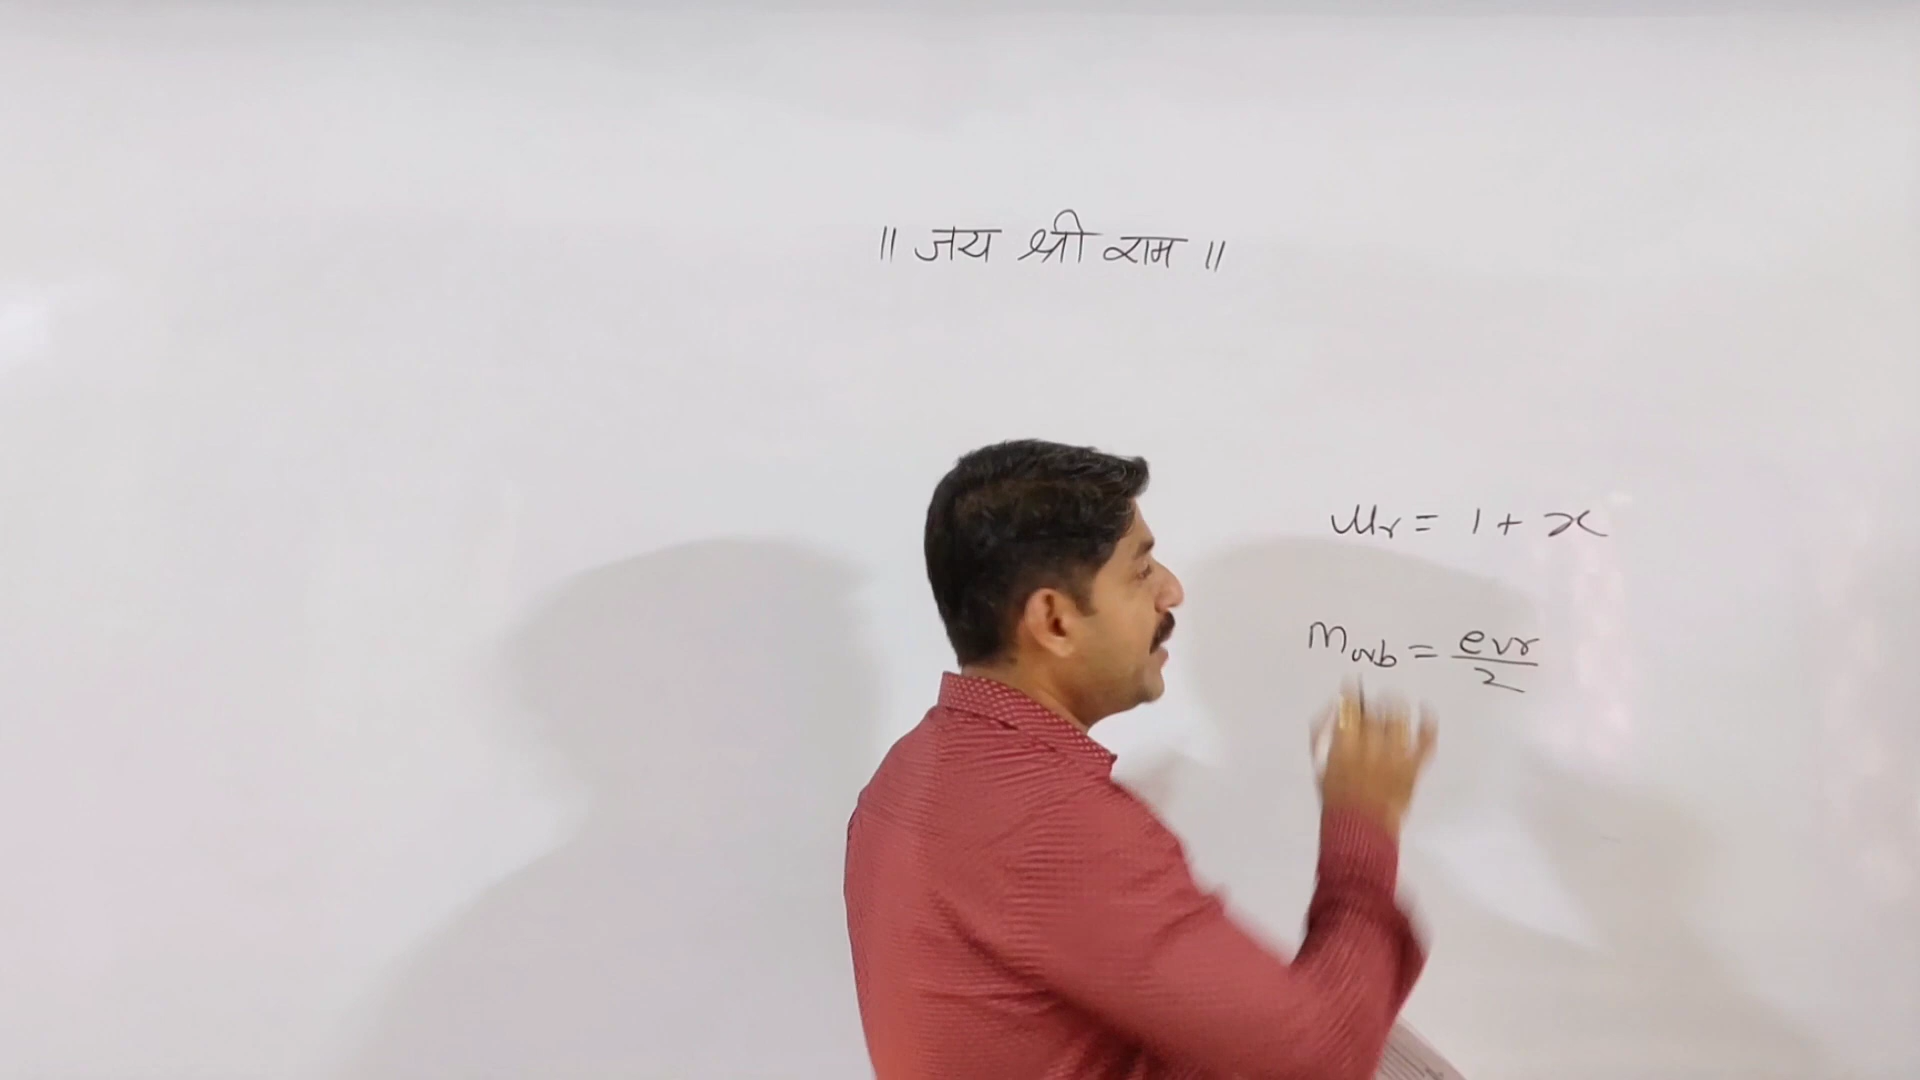 || जय श्री राम ||
μr = 1 + x
morb = evr/2